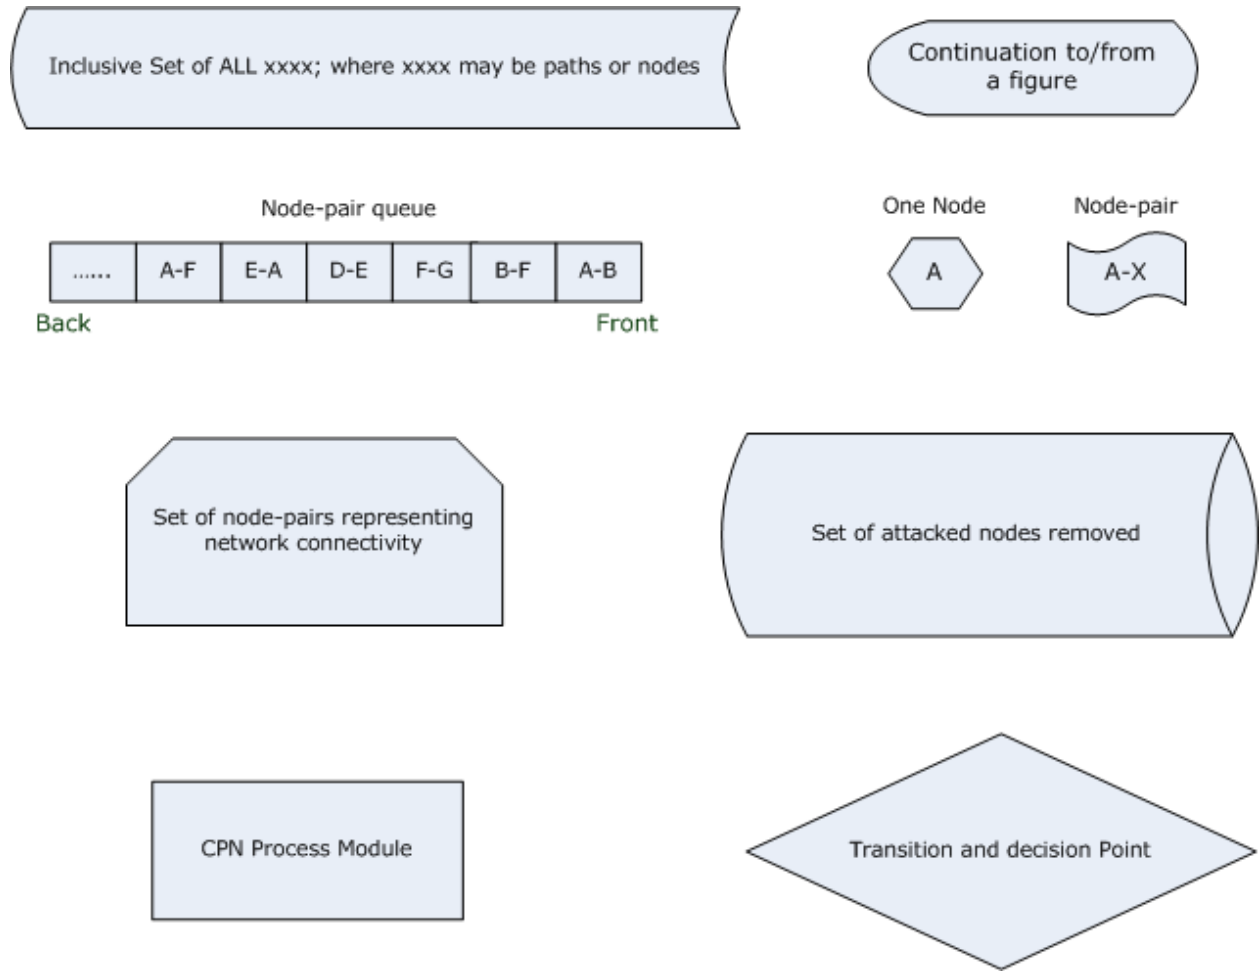 Inclusive Set of ALL xxxx; where xxxx may be paths or nodes
Continuation to/from
a figure
Node-pair queue
...... A-F E-A D-E F-G B-F A-B
Back Front
One Node
A
Node-pair
A-X
Set of node-pairs representing
network connectivity
Set of attacked nodes removed
CPN Process Module
Transition and decision Point